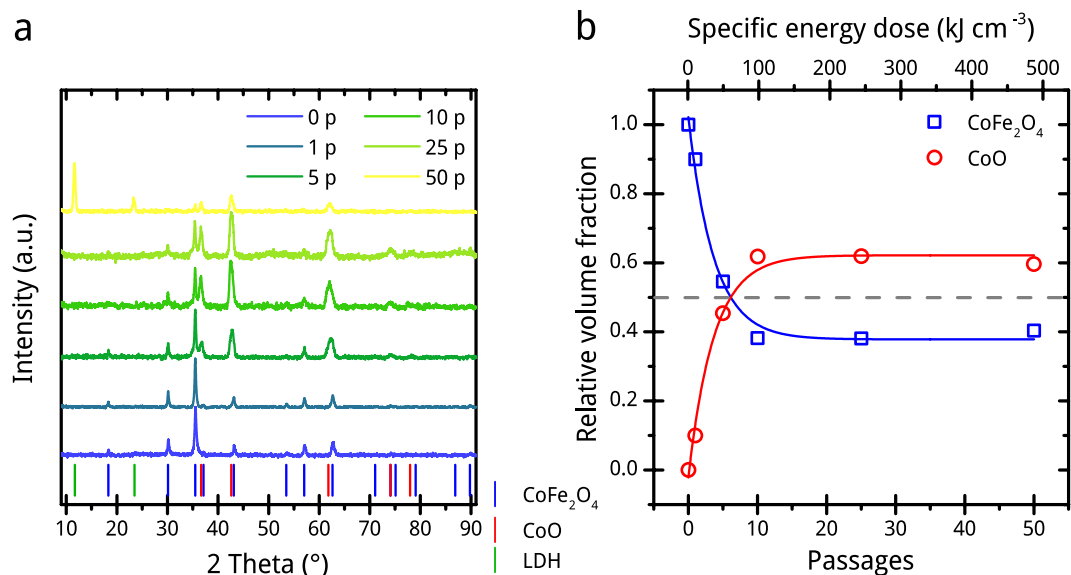 a
Intensity (a.u.)
0 p
1 p
5 p
10 p
25 p
50 p
10 20 30 40 50 60 70 80 90
2 Theta (°)
CoFe₂O₄
CoO
LDH
b
Specific energy dose (kJ cm⁻³)
0 100 200 300 400 500
Relative volume fraction
1.0
0.8
0.6
0.4
0.2
0.0
CoFe₂O₄
CoO
0 10 20 30 40 50
Passages